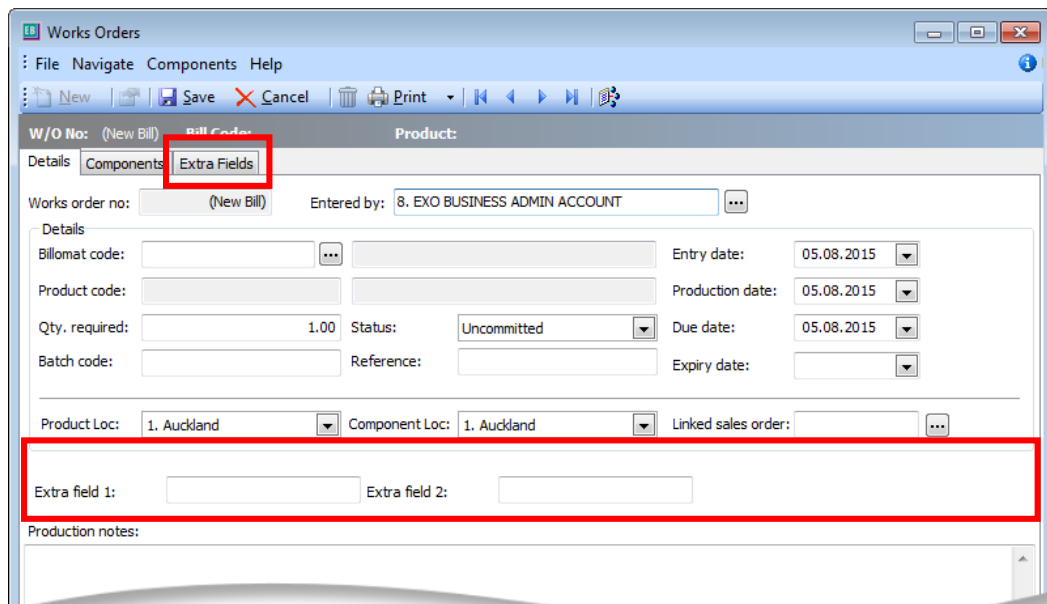 EB Works Orders
File Navigate Components Help
New Save Cancel Print
W/O No: (New Bill) Bill Code: Product:
Details Components Extra Fields
Works order no: (New Bill) Entered by: 8. EXO BUSINESS ADMIN ACCOUNT ...
Details
Billomat code: ... Entry date: 05.08.2015
Product code: Production date: 05.08.2015
Qty. required: 1.00 Status: Uncommitted Due date: 05.08.2015
Batch code: Reference: Expiry date:
Product Loc: 1. Auckland Component Loc: 1. Auckland Linked sales order: ...
Extra field 1: Extra field 2:
Production notes: